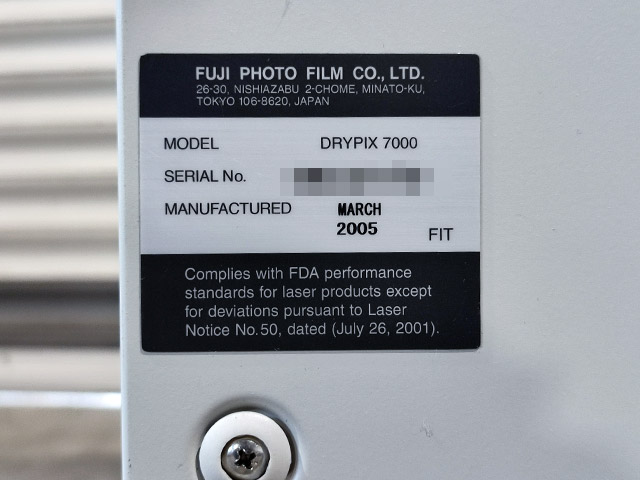 FUJI PHOTO FILM CO., LTD.
26-30, NISHIAZABU 2-CHOME, MINATO-KU,
TOKYO 106-8620, JAPAN
MODEL DRYPIX 7000
SERIAL No.
MANUFACTURED MARCH
2005 FIT
Complies with FDA performance
standards for laser products except
for deviations pursuant to Laser
Notice No.50, dated (July 26, 2001).